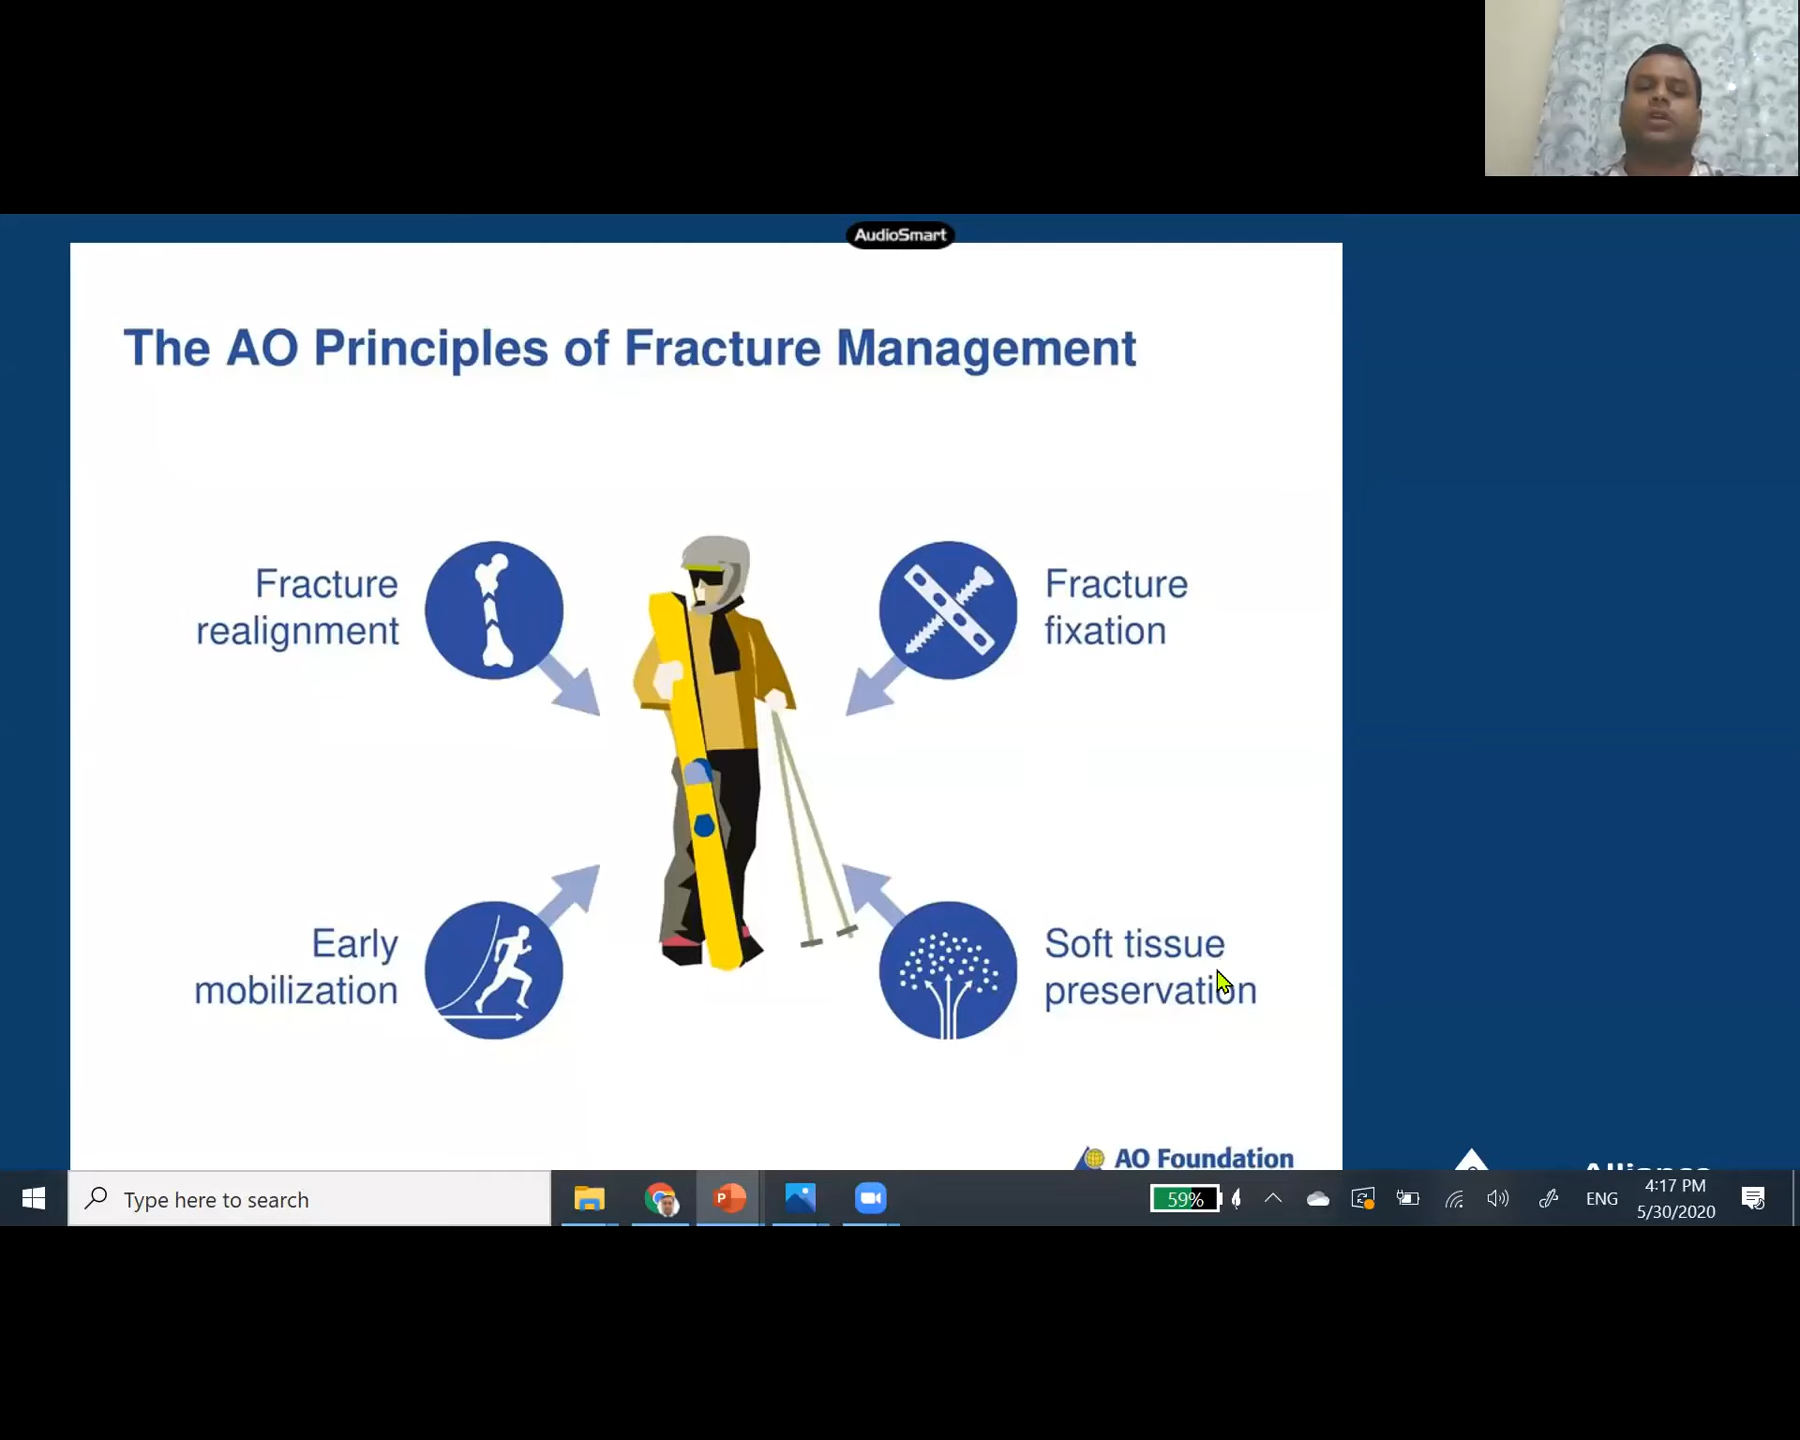 AudioSmart
The AO Principles of Fracture Management
Fracture
realignment
Fracture
fixation
Early
mobilization
Soft tissue
preservation
AO Foundation
Alliance
Type here to search
59%
ENG
4:17 PM
5/30/2020